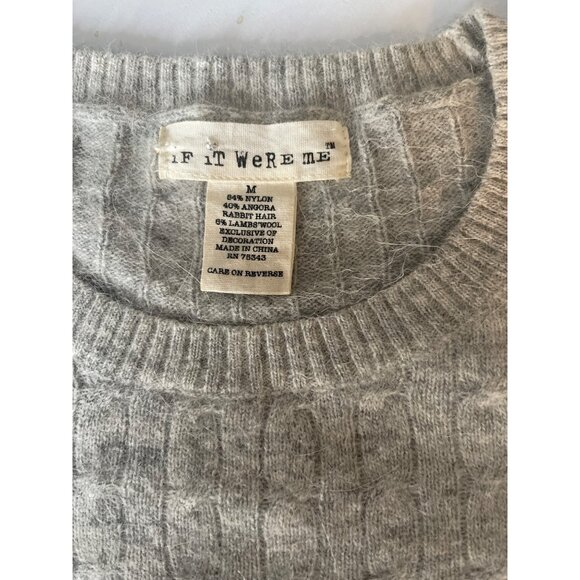 iF iT WeRE mE™
M
54% NYLON
40% ANGORA
RABBIT HAIR
6% LAMBS'WOOL
EXCLUSIVE OF
DECORATION
MADE IN CHINA
RN 75343
CARE ON REVERSE